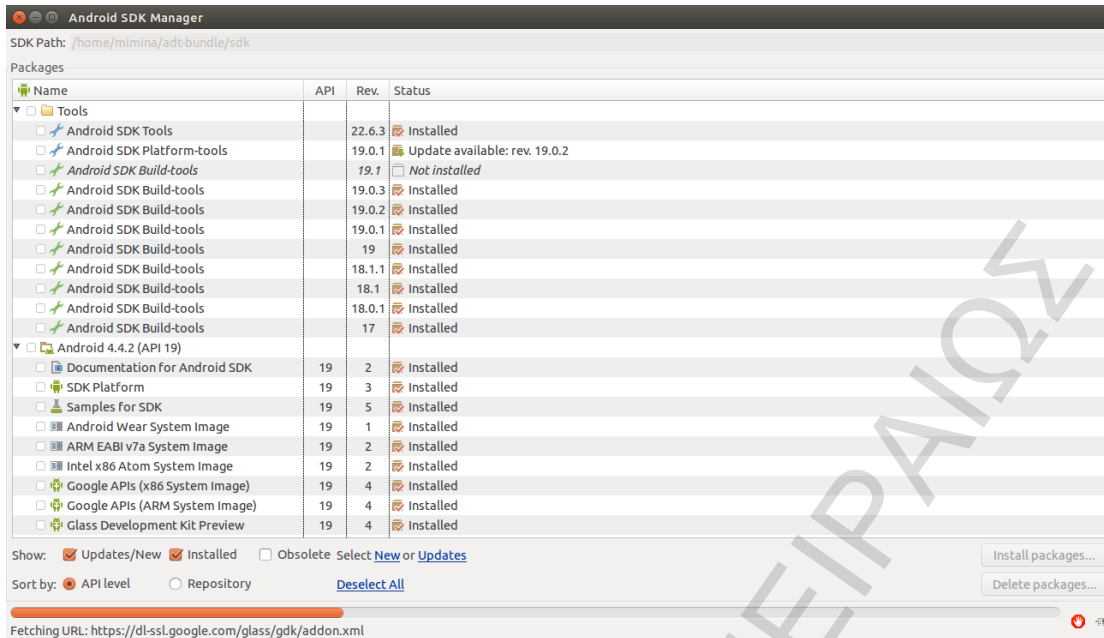 Android SDK Manager
SDK Path: /home/mimina/adt-bundle/sdk
Packages
Name API Rev. Status
Tools
Android SDK Tools 22.6.3 Installed
Android SDK Platform-tools 19.0.1 Update available: rev. 19.0.2
Android SDK Build-tools 19.1 Not installed
Android SDK Build-tools 19.0.3 Installed
Android SDK Build-tools 19.0.2 Installed
Android SDK Build-tools 19.0.1 Installed
Android SDK Build-tools 19 Installed
Android SDK Build-tools 18.1.1 Installed
Android SDK Build-tools 18.1 Installed
Android SDK Build-tools 18.0.1 Installed
Android SDK Build-tools 17 Installed
Android 4.4.2 (API 19)
Documentation for Android SDK 19 2 Installed
SDK Platform 19 3 Installed
Samples for SDK 19 5 Installed
Android Wear System Image 19 1 Installed
ARM EABI v7a System Image 19 2 Installed
Intel x86 Atom System Image 19 2 Installed
Google APIs (x86 System Image) 19 4 Installed
Google APIs (ARM System Image) 19 4 Installed
Glass Development Kit Preview 19 4 Installed
Show: Updates/New Installed Obsolete Select New or Updates
Install packages...
Sort by: API level Repository Deselect All
Delete packages...
Fetching URL: https://dl-ssl.google.com/glass/gdk/addon.xml
ΠΕΙΡΑΙΩΣ